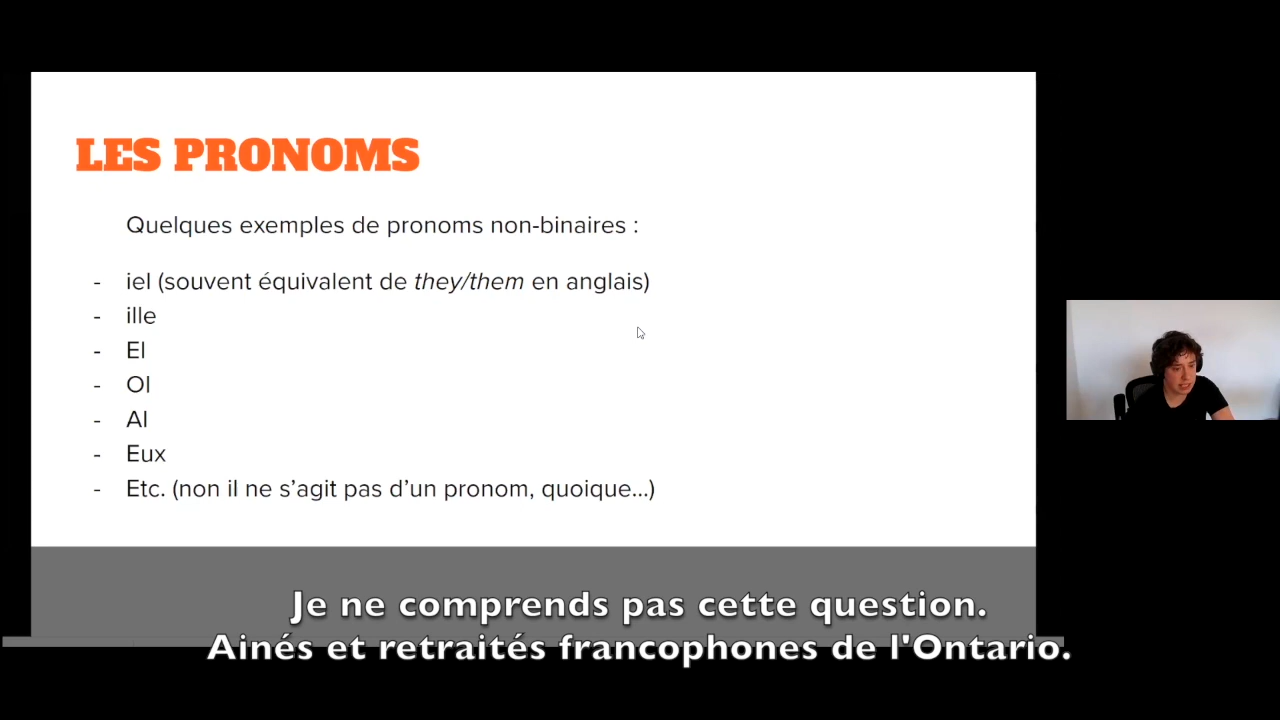 LES PRONOMS
Quelques exemples de pronoms non-binaires :
- iel (souvent équivalent de they/them en anglais)
- ille
- El
- Ol
- Al
- Eux
- Etc. (non il ne s’agit pas d’un pronom, quoique...)
Je ne comprends pas cette question.
Ainés et retraités francophones de l'Ontario.